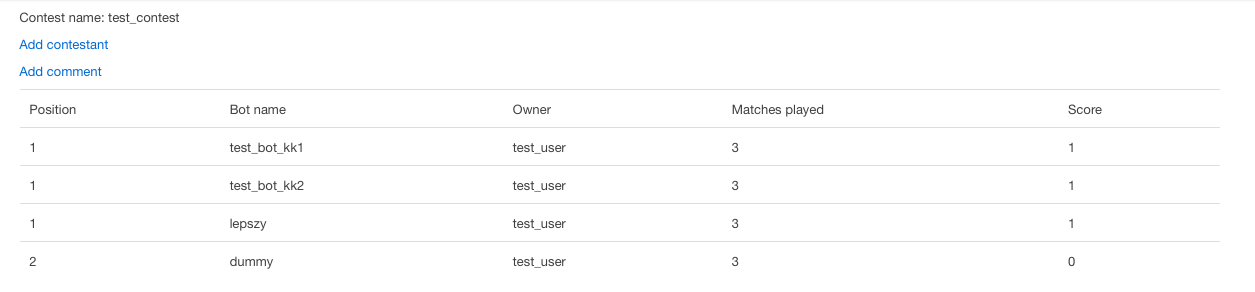 Contest name: test_contest
Add contestant
Add comment
Position Bot name Owner Matches played Score
1 test_bot_kk1 test_user 3 1
1 test_bot_kk2 test_user 3 1
1 lepszy test_user 3 1
2 dummy test_user 3 0